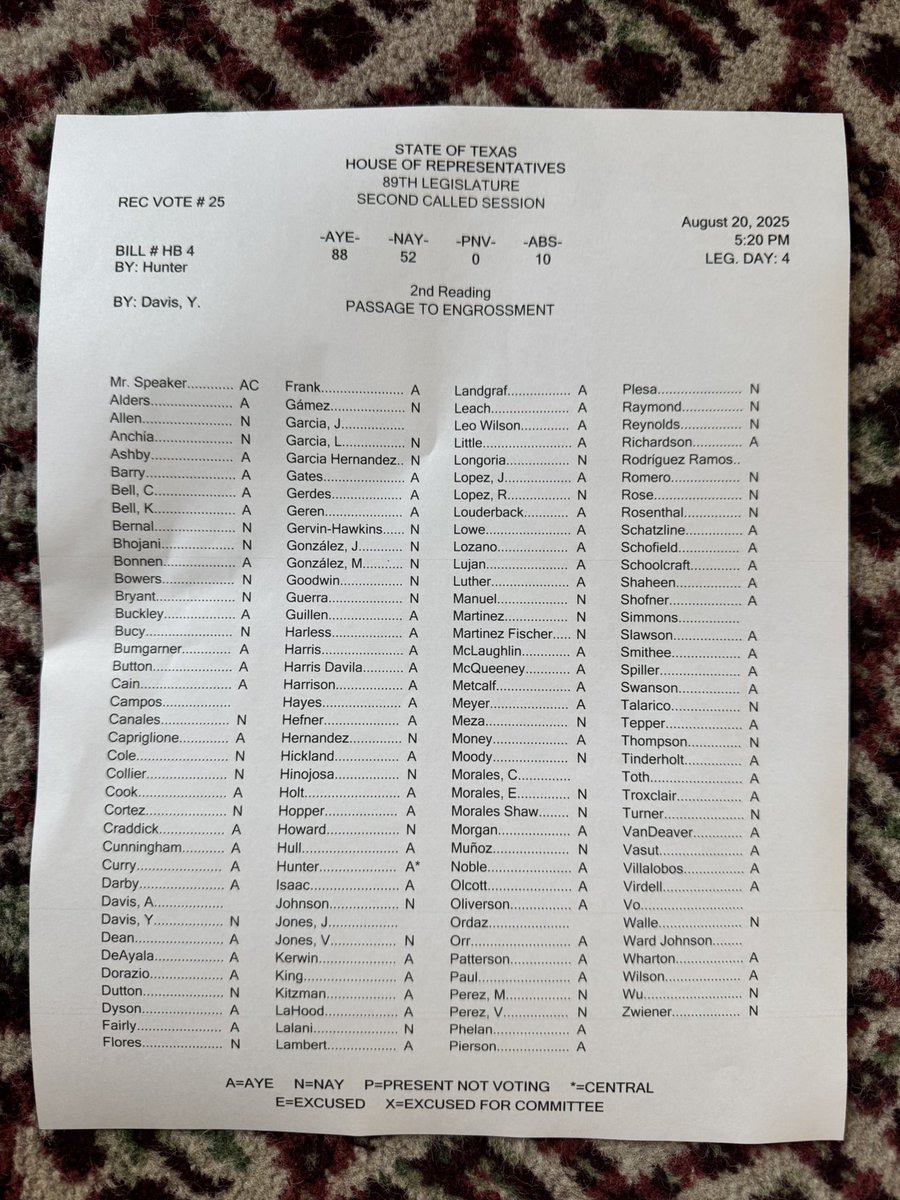 STATE OF TEXAS
HOUSE OF REPRESENTATIVES
89TH LEGISLATURE
SECOND CALLED SESSION
REC VOTE # 25
August 20, 2025
5:20 PM
LEG. DAY: 4
BILL # HB 4
BY: Hunter
-AYE- -NAY- -PNV- -ABS-
88 52 0 10
BY: Davis, Y.
2nd Reading
PASSAGE TO ENGROSSMENT
Mr. Speaker............ AC
Alders............................ A
Allen.............................. N
Anchia........................... N
Ashby............................ A
Barry.............................. A
Bell, C........................... A
Bell, K........................... A
Bernal............................ N
Bhojani.......................... N
Bonnen.......................... A
Bowers.......................... N
Bryant............................ N
Buckley......................... A
Bucy.............................. N
Bumgarner................... A
Button............................ A
Cain............................... A
Campos.........................
Canales......................... N
Capriglione................... A
Cole............................... N
Collier............................ N
Cook.............................. A
Cortez............................ N
Craddick........................ A
Cunningham................. A
Curry.............................. A
Darby............................. A
Davis, A.........................
Davis, Y......................... N
Dean.............................. A
DeAyala......................... A
Dorazio.......................... A
Dutton............................ N
Dyson............................ A
Fairly.............................. A
Flores............................. N
Frank............................. A
Gámez........................... N
Garcia, J........................
Garcia, L........................ N
Garcia Hernandez.. N
Gates............................. A
Gerdes........................... A
Geren............................. A
Gervin-Hawkins...... N
González, J.................. N
González, M................. N
Goodwin........................ N
Guerra........................... N
Guillen........................... A
Harless.......................... A
Harris............................. A
Harris Davila.......... A
Harrison......................... A
Hayes............................ A
Hefner............................ A
Hernandez.................... N
Hickland........................ A
Hinojosa........................ N
Holt................................ A
Hopper........................... A
Howard.......................... N
Hull................................ A
Hunter............................ A*
Isaac.............................. A
Johnson......................... N
Jones, J.........................
Jones, V........................ N
Kerwin........................... A
King............................... A
Kitzman......................... A
LaHood.......................... A
Lalani............................. N
Lambert......................... A
Landgraf........................ A
Leach............................. A
Leo Wilson............ A
Little............................... A
Longoria........................ N
Lopez, J......................... A
Lopez, R........................ N
Louderback.................. A
Lowe.............................. A
Lozano........................... A
Lujan.............................. A
Luther............................ A
Manuel........................... N
Martinez......................... N
Martinez Fischer..... N
McLaughlin................... A
McQueeney.................. A
Metcalf........................... A
Meyer............................. A
Meza.............................. N
Money............................ A
Moody............................ N
Morales, C....................
Morales, E.................... N
Morales Shaw........ N
Morgan.......................... A
Muñoz............................ N
Noble............................. A
Olcott............................. A
Oliverson....................... A
Ordaz.............................
Orr.................................. A
Patterson....................... A
Paul................................ A
Perez, M........................ N
Perez, V......................... N
Phelan........................... A
Pierson.......................... A
Plesa.............................. N
Raymond....................... N
Reynolds....................... N
Richardson................... A
Rodríguez Ramos..
Romero.......................... N
Rose............................... N
Rosenthal...................... N
Schatzline..................... A
Schofield....................... A
Schoolcraft................... A
Shaheen........................ A
Shofner.......................... A
Simmons.......................
Slawson......................... A
Smithee......................... A
Spiller............................. A
Swanson....................... A
Talarico.......................... N
Tepper........................... A
Thompson..................... N
Tinderholt...................... A
Toth................................ A
Troxclair......................... A
Turner............................ N
VanDeaver.................... A
Vasut............................. A
Villalobos....................... A
Virdell............................. A
Vo...................................
Walle.............................. N
Ward Johnson.......
Wharton......................... A
Wilson............................ A
Wu.................................. N
Zwiener.......................... N
A=AYE N=NAY P=PRESENT NOT VOTING *=CENTRAL
E=EXCUSED X=EXCUSED FOR COMMITTEE